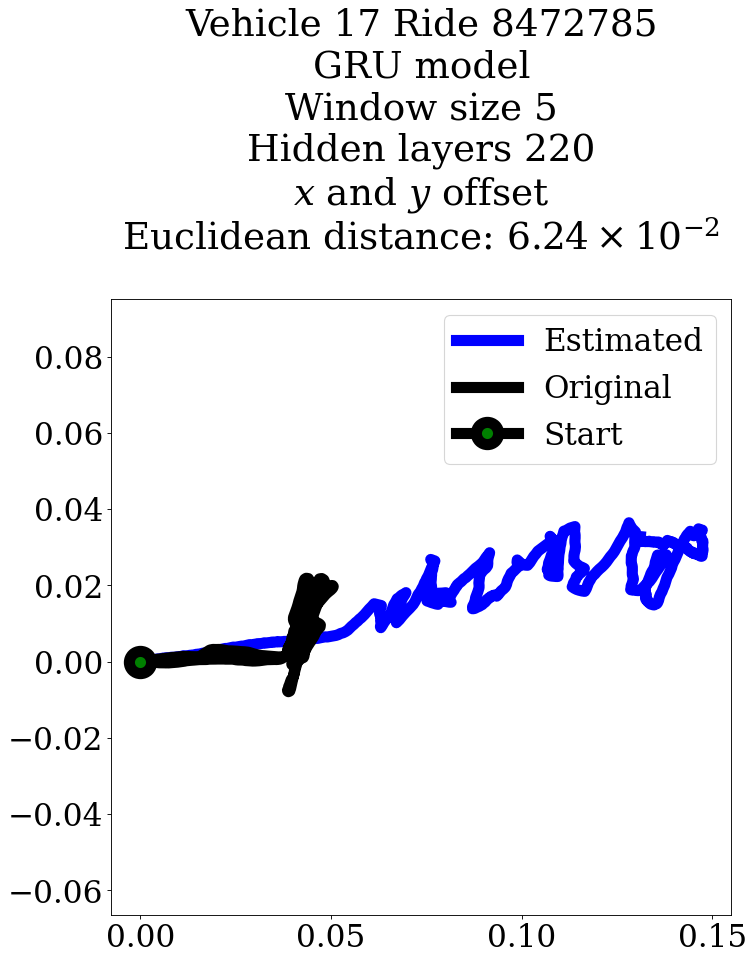 Vehicle 17 Ride 8472785
GRU model
Window size 5
Hidden layers 220
x and y offset
Euclidean distance: 6.24 × 10⁻²
Estimated
Original
Start
0.08
0.06
0.04
0.02
0.00
−0.02
−0.04
−0.06
0.00 0.05 0.10 0.15